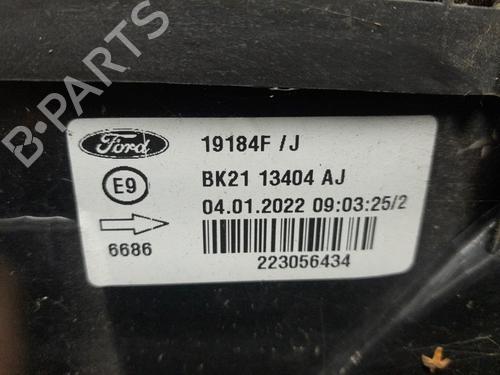 Ford
19184F /J
E9
BK21 13404 AJ
04.01.2022 09:03:25/2
6686
223056434
B-PARTS